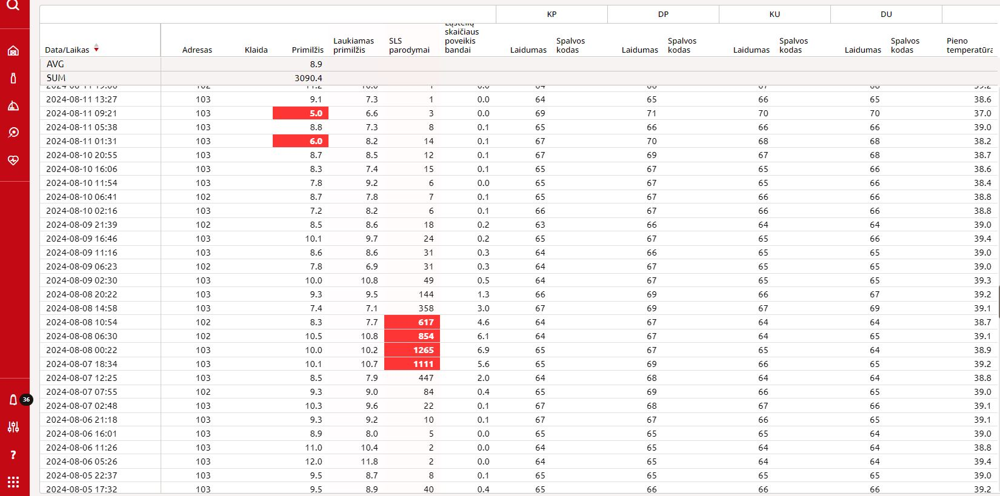 KP DP KU DU
Data/Laikas Adresas Klaida Primilžis Laukiamas primilžis SLS parodymai Ląstelių skaičiaus poveikis bandai Laidumas Spalvos kodas Laidumas Spalvos kodas Laidumas Spalvos kodas Laidumas Spalvos kodas Pieno temperatūra
AVG 8.9
SUM 3090.4
2024-08-11 13:27 103 9.1 7.3 1 0.0 64 65 66 65 38.6
2024-08-11 09:21 103 5.0 6.6 3 0.0 69 71 70 70 37.0
2024-08-11 05:38 103 8.8 7.3 8 0.1 65 66 66 66 39.0
2024-08-11 01:31 103 6.0 8.2 14 0.1 67 70 68 68 38.2
2024-08-10 20:55 103 8.7 8.5 12 0.1 67 69 67 68 38.7
2024-08-10 16:06 103 8.3 7.4 15 0.1 65 67 65 66 38.6
2024-08-10 11:54 103 7.8 9.2 6 0.0 65 67 65 66 38.4
2024-08-10 06:41 102 8.7 7.8 7 0.1 65 67 66 66 38.8
2024-08-10 02:16 103 7.2 8.2 6 0.1 66 67 66 66 38.8
2024-08-09 21:39 102 8.5 8.6 18 0.2 63 66 64 64 39.0
2024-08-09 16:46 103 10.1 9.7 24 0.2 65 67 65 66 39.4
2024-08-09 11:16 103 8.6 8.6 31 0.3 64 66 65 65 39.0
2024-08-09 06:23 102 7.8 6.9 31 0.3 64 67 65 65 39.0
2024-08-09 02:30 103 10.0 10.8 49 0.5 64 67 65 65 39.3
2024-08-08 20:22 103 9.3 9.5 144 1.3 66 69 66 67 39.2
2024-08-08 14:58 103 7.4 7.1 358 3.0 67 69 67 69 39.1
2024-08-08 10:54 102 8.3 7.7 617 4.6 64 67 64 64 38.7
2024-08-08 06:30 102 10.5 10.8 854 6.1 64 67 64 65 39.1
2024-08-08 00:22 103 10.0 10.2 1265 6.9 65 67 65 64 38.9
2024-08-07 18:34 103 10.1 10.7 1111 5.6 65 69 66 65 39.2
2024-08-07 12:25 103 8.5 7.9 447 2.0 64 68 64 64 38.8
2024-08-07 07:55 102 9.3 9.0 84 0.4 65 69 66 65 39.0
2024-08-07 02:48 103 10.3 9.6 22 0.1 67 68 67 66 39.1
2024-08-06 21:18 103 9.3 9.2 10 0.1 67 67 66 65 39.1
2024-08-06 16:01 103 8.9 8.0 5 0.0 65 65 65 64 39.0
2024-08-06 11:26 103 11.0 10.4 2 0.0 64 65 64 64 38.8
2024-08-06 05:26 103 12.0 11.8 2 0.0 64 65 64 64 39.4
2024-08-05 22:37 103 9.5 8.7 8 0.1 65 65 65 65 39.0
2024-08-05 17:32 103 9.5 8.9 40 0.4 65 66 66 66 39.2
36
?